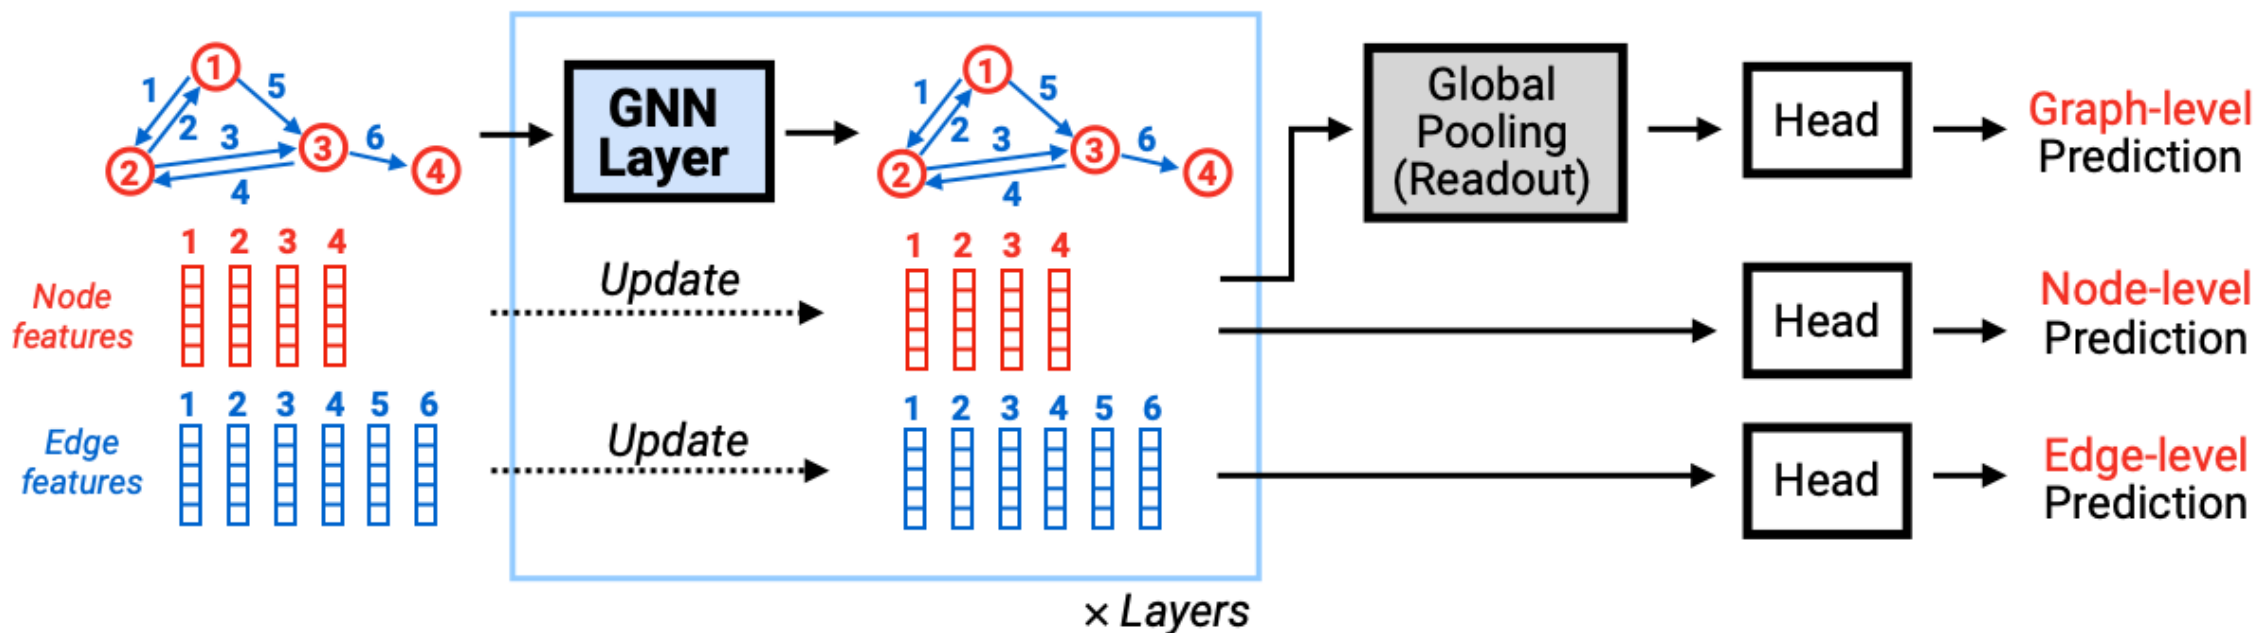 1
1
5
2
3
6
2
3
4
4
GNN
Layer
1
1
5
2
3
6
2
3
4
4
Global
Pooling
(Readout)
Head
Graph-level
Prediction
1 2 3 4
Node
features
Update
1 2 3 4
Head
Node-level
Prediction
1 2 3 4 5 6
Edge
features
Update
1 2 3 4 5 6
Head
Edge-level
Prediction
× Layers